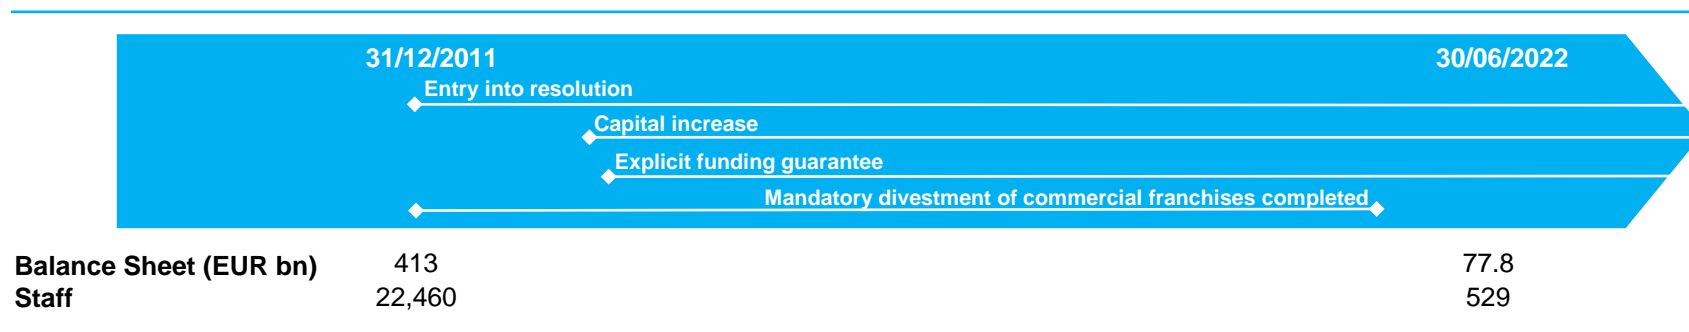 31/12/2011 30/06/2022
Entry into resolution
Capital increase
Explicit funding guarantee
Mandatory divestment of commercial franchises completed
Balance Sheet (EUR bn) 413 77.8
Staff 22,460 529